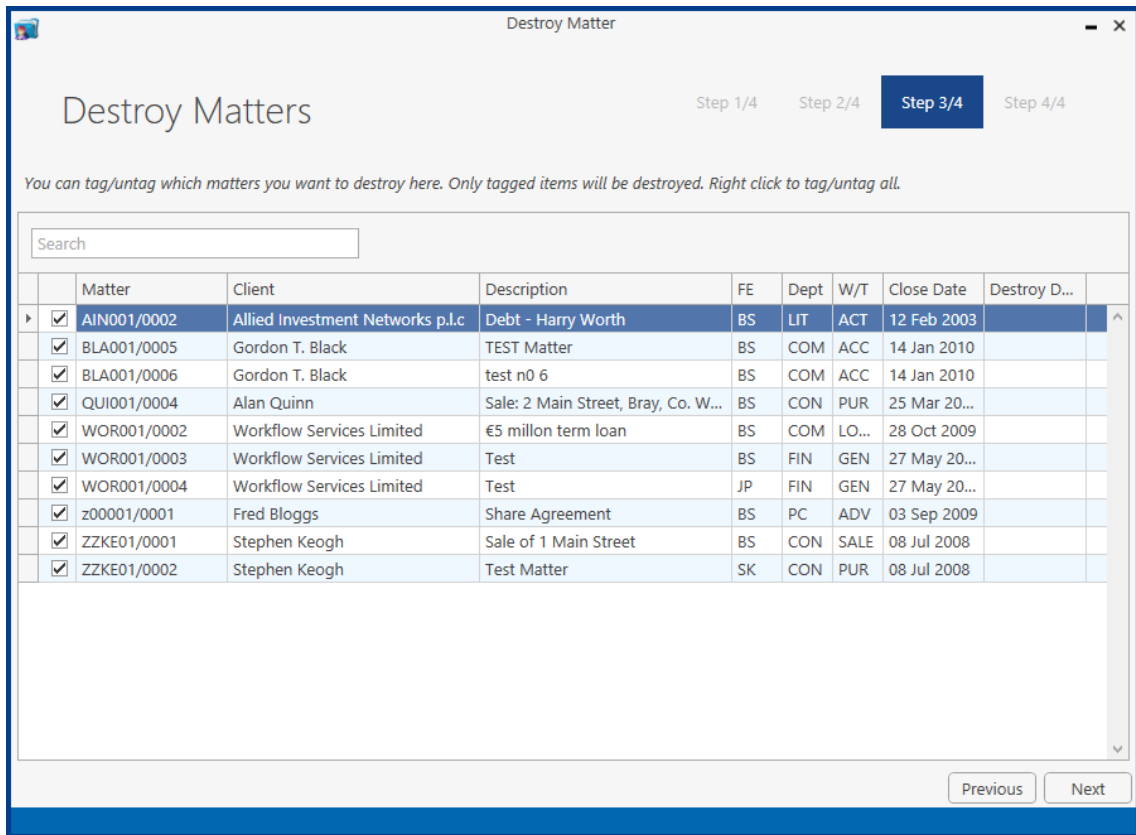 Destroy Matter
Destroy Matters
Step 1/4 Step 2/4 Step 3/4 Step 4/4
You can tag/untag which matters you want to destroy here. Only tagged items will be destroyed. Right click to tag/untag all.
Search
Matter Client Description FE Dept W/T Close Date Destroy D...
AIN001/0002 Allied Investment Networks p.l.c Debt - Harry Worth BS LIT ACT 12 Feb 2003
BLA001/0005 Gordon T. Black TEST Matter BS COM ACC 14 Jan 2010
BLA001/0006 Gordon T. Black test n0 6 BS COM ACC 14 Jan 2010
QUI001/0004 Alan Quinn Sale: 2 Main Street, Bray, Co. W... BS CON PUR 25 Mar 20...
WOR001/0002 Workflow Services Limited €5 millon term loan BS COM LO... 28 Oct 2009
WOR001/0003 Workflow Services Limited Test BS FIN GEN 27 May 20...
WOR001/0004 Workflow Services Limited Test JP FIN GEN 27 May 20...
z00001/0001 Fred Bloggs Share Agreement BS PC ADV 03 Sep 2009
ZZKE01/0001 Stephen Keogh Sale of 1 Main Street BS CON SALE 08 Jul 2008
ZZKE01/0002 Stephen Keogh Test Matter SK CON PUR 08 Jul 2008
Previous Next